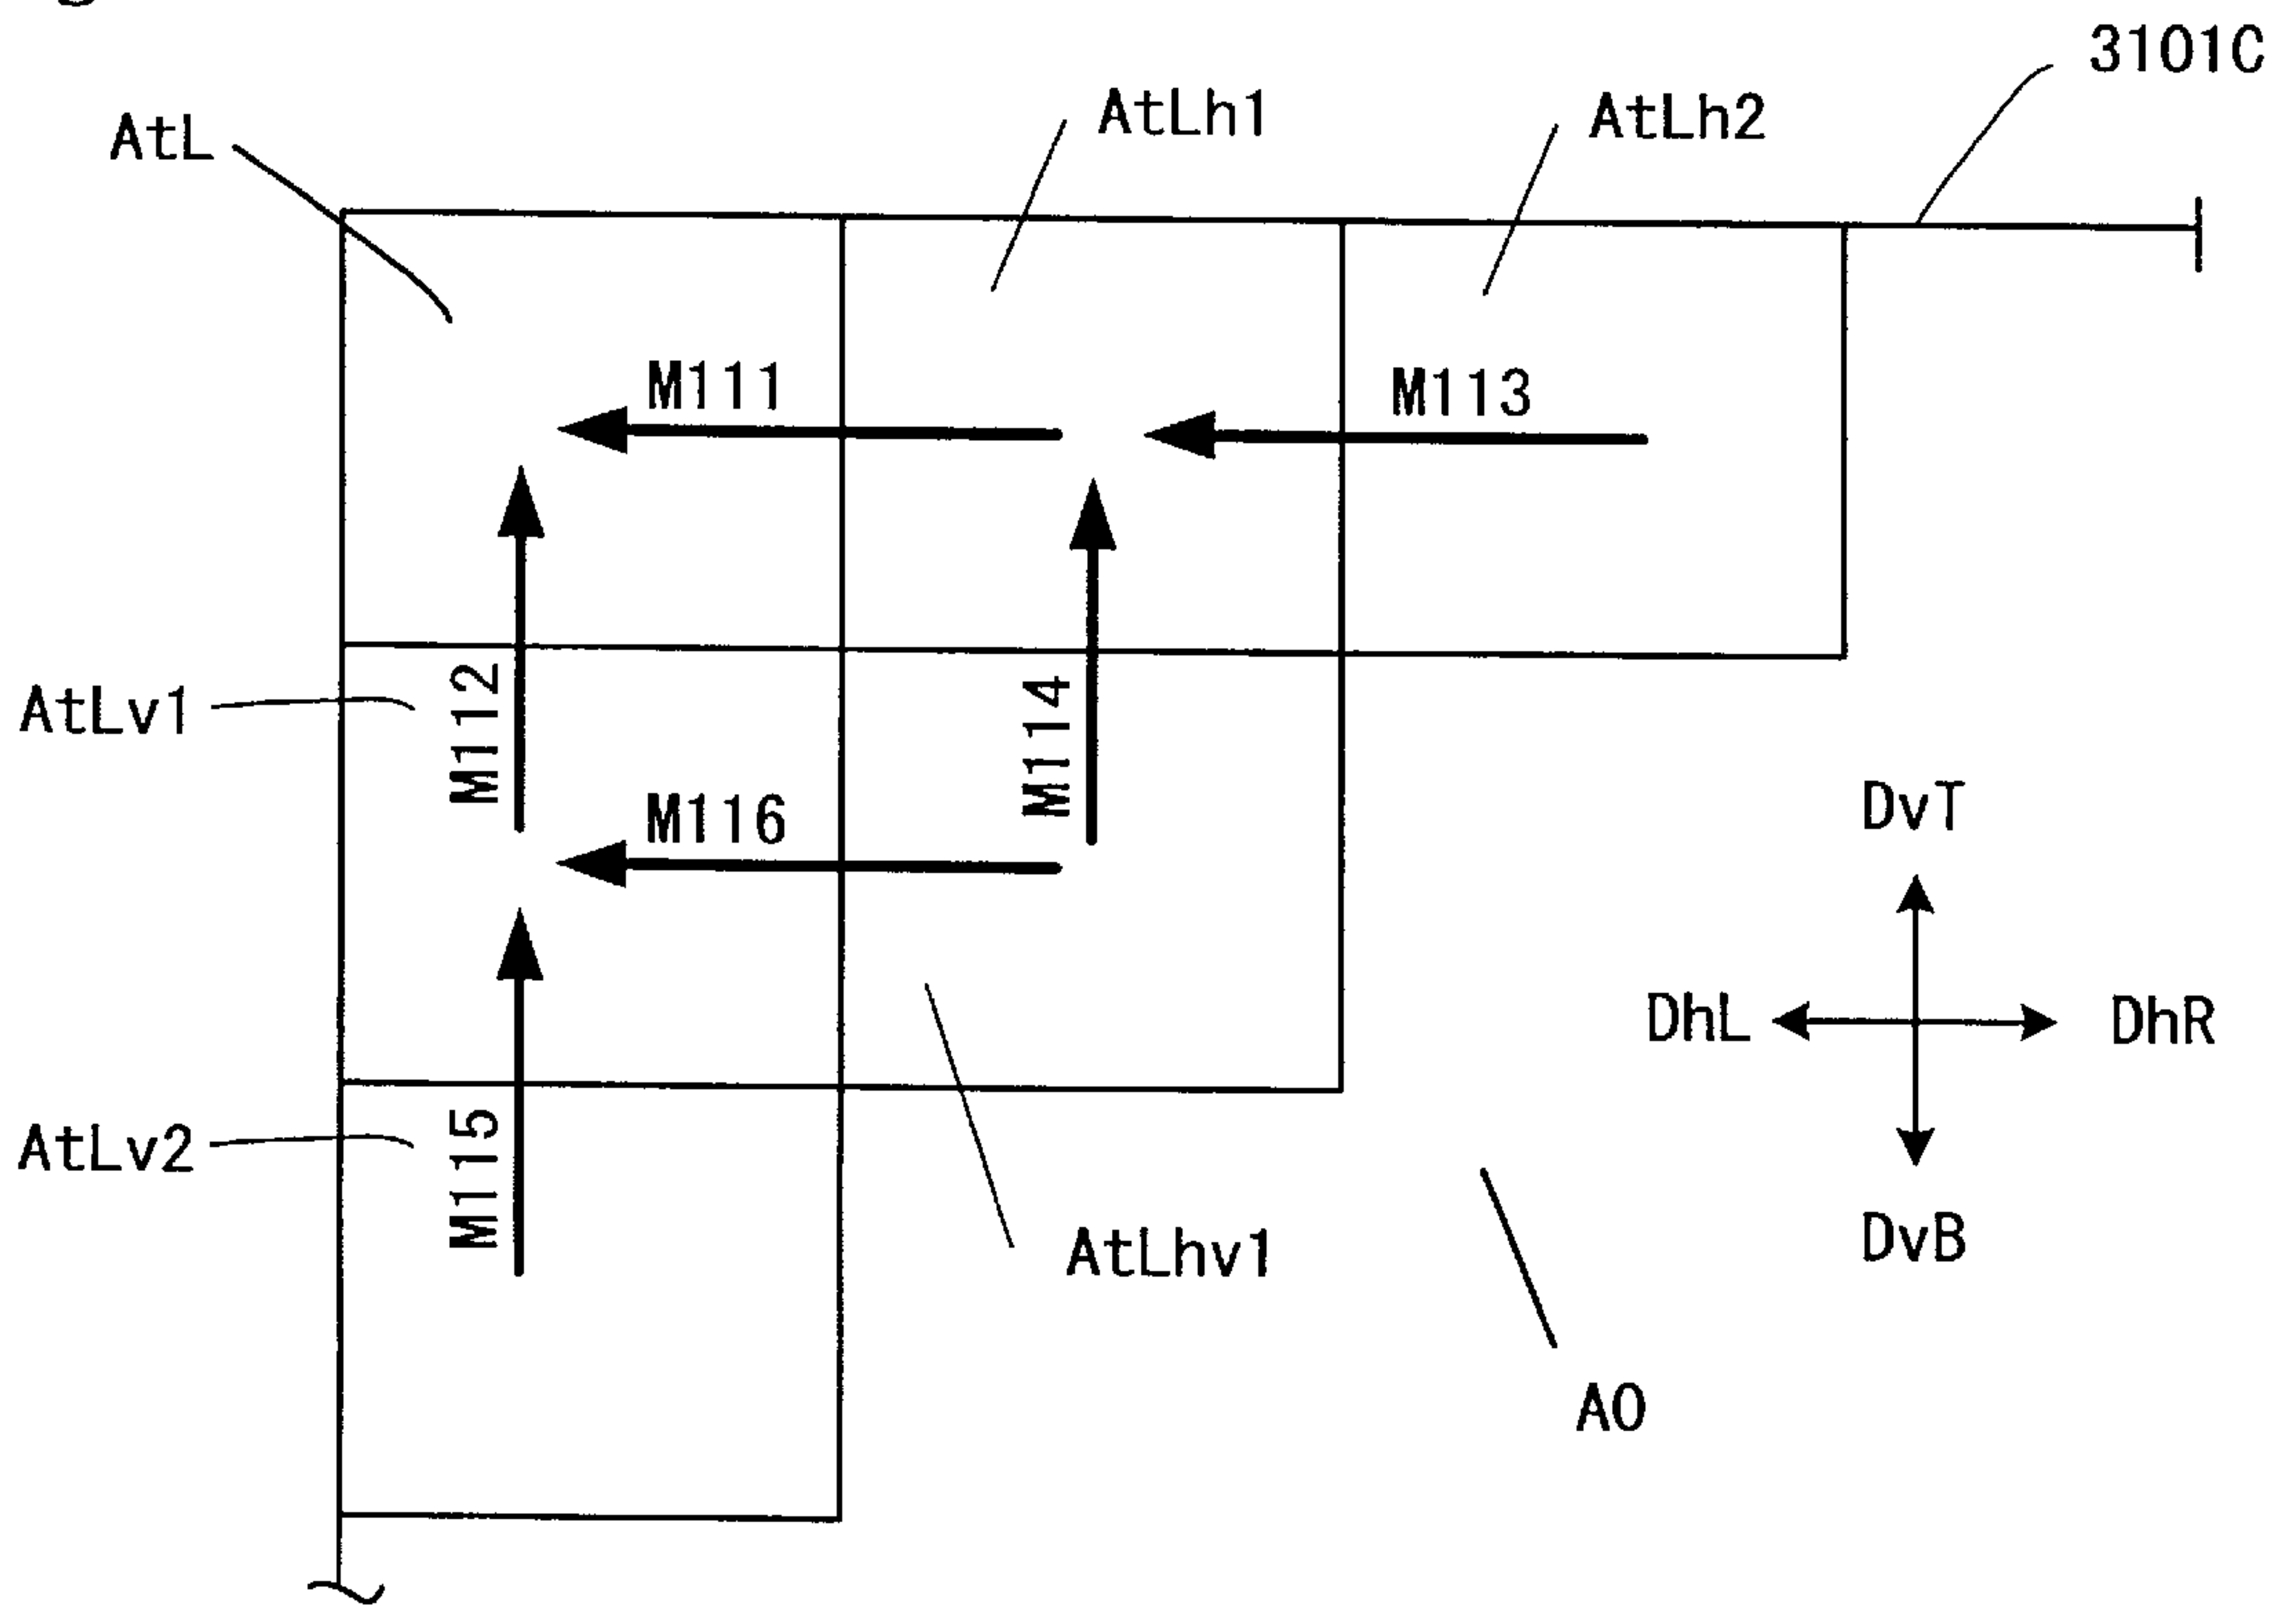 3101C
AtLh1
AtLh2
AtL
M111
M113
M112
M114
AtLv1
M116
DvT
DhL
DhR
AtLv2
M115
AtLhv1
DvB
A0